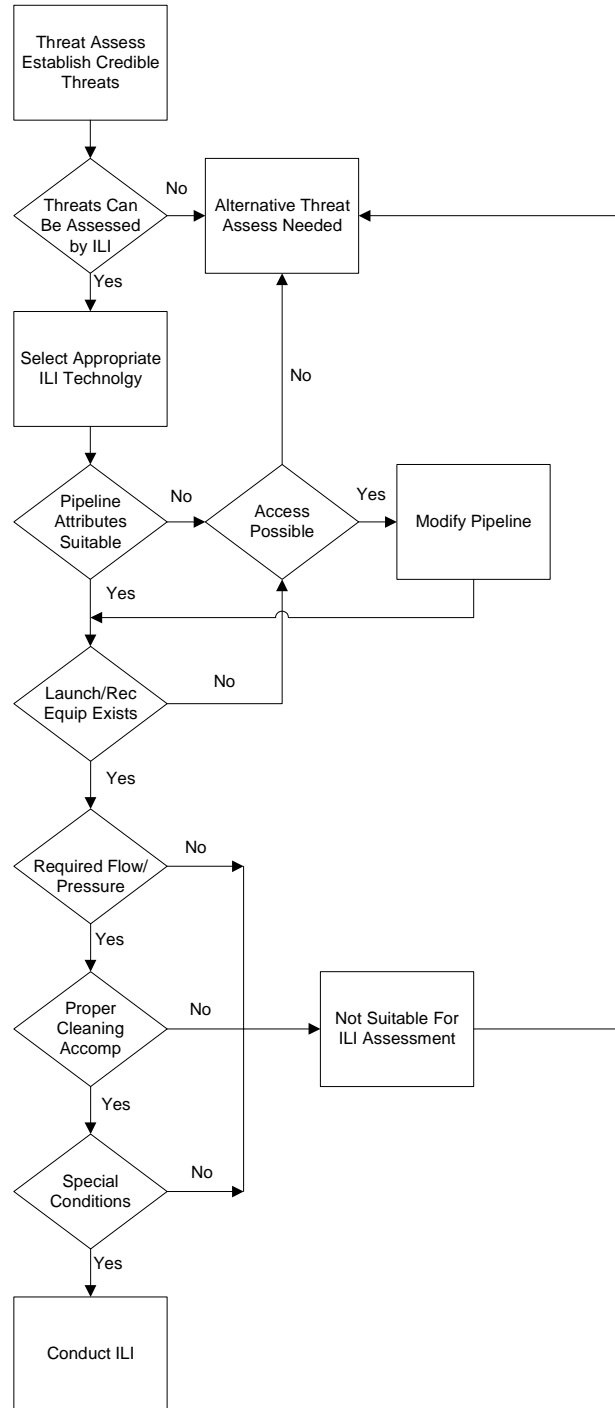 Threat Assess
Establish Credible
Threats
Threats Can
Be Assessed
by ILI
No
Alternative Threat
Assess Needed
Yes
Select Appropriate
ILI Technolgy
No
Pipeline
Attributes
Suitable
No
Access
Possible
Yes
Modify Pipeline
Yes
Launch/Rec
Equip Exists
No
Yes
Required Flow/
Pressure
No
Yes
Proper
Cleaning
Accomp
No
Not Suitable For
ILI Assessment
Yes
Special
Conditions
No
Yes
Conduct ILI